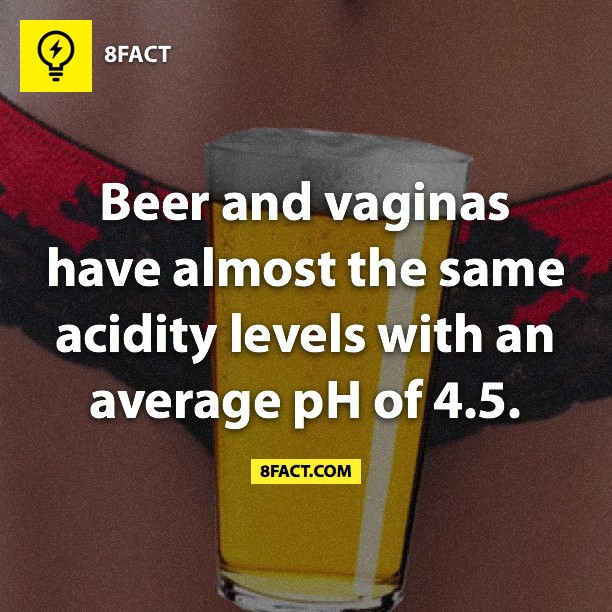 8FACT
Beer and vaginas
have almost the same
acidity levels with an
average pH of 4.5.
8FACT.COM